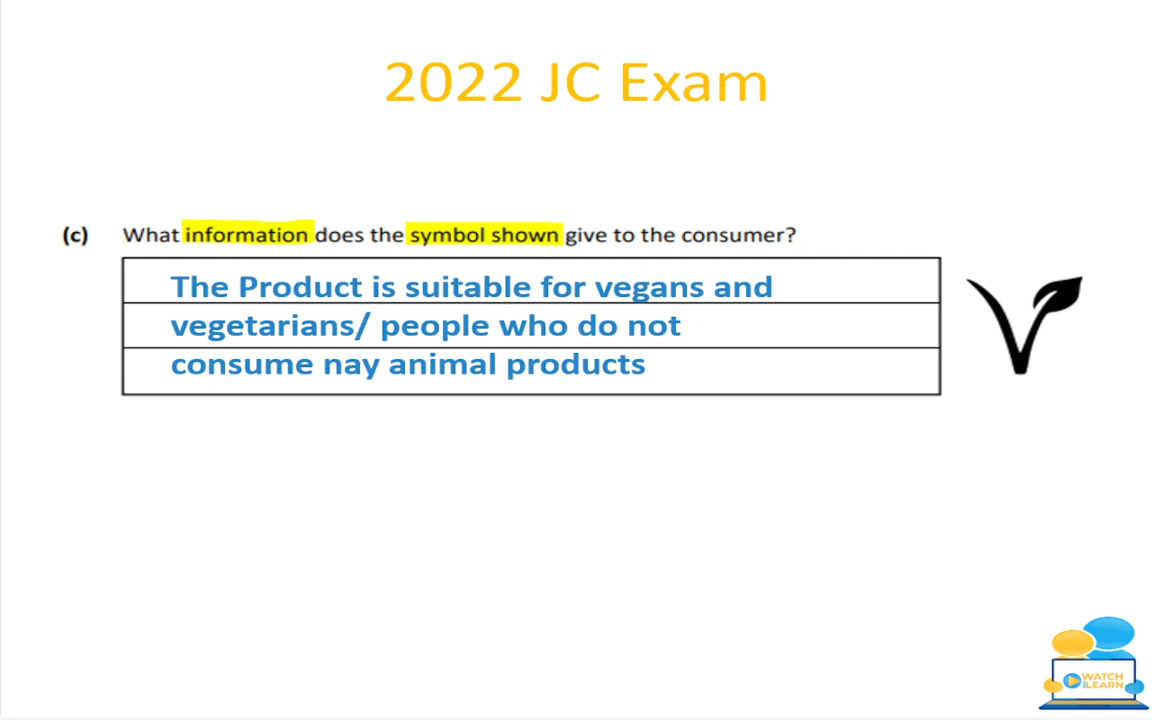 2022 JC Exam
(c) What information does the symbol shown give to the consumer?
The Product is suitable for vegans and
vegetarians/ people who do not
consume nay animal products
WATCH
AND LEARN